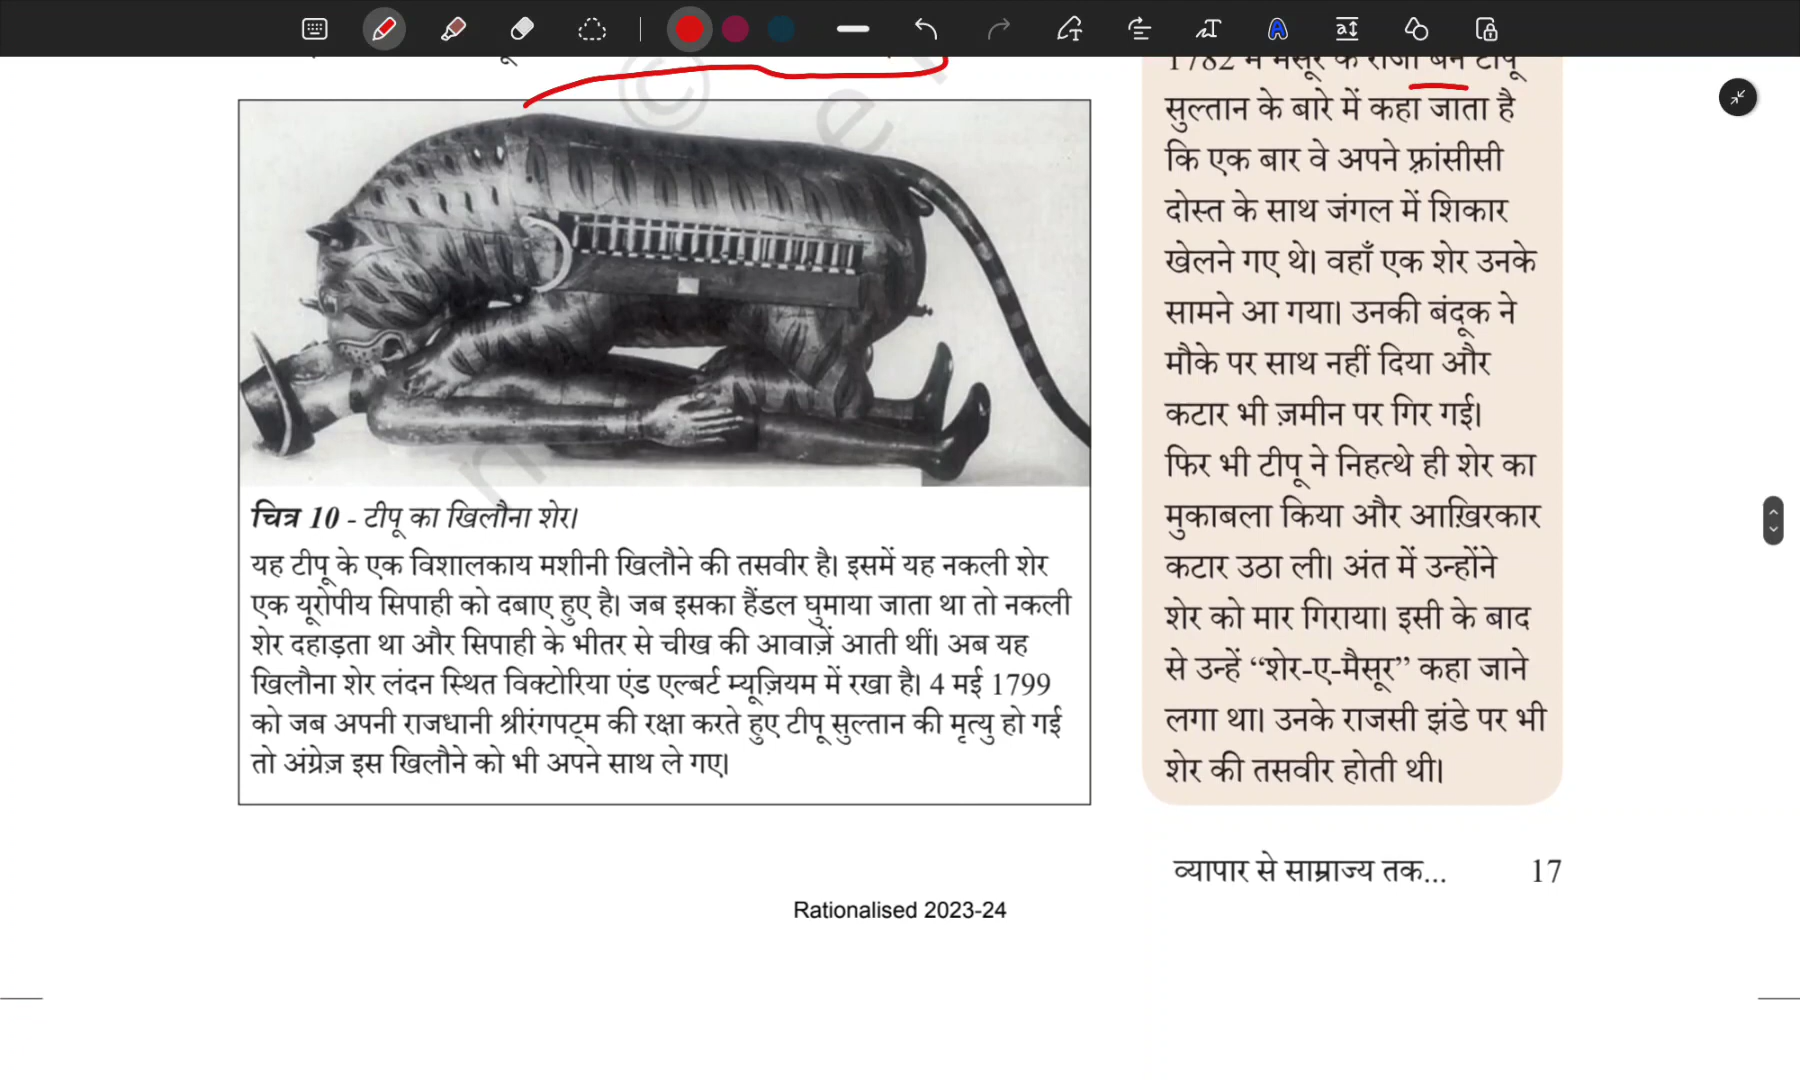 चित्र 10 - टीपू का खिलौना शेर।
यह टीपू के एक विशालकाय मशीनी खिलौने की तसवीर है। इसमें यह नकली शेर
एक यूरोपीय सिपाही को दबाए हुए है। जब इसका हैंडल घुमाया जाता था तो नकली
शेर दहाड़ता था और सिपाही के भीतर से चीख की आवाज़ें आती थीं। अब यह
खिलौना शेर लंदन स्थित विक्टोरिया एंड एल्बर्ट म्यूज़ियम में रखा है। 4 मई 1799
को जब अपनी राजधानी श्रीरंगपट्म की रक्षा करते हुए टीपू सुल्तान की मृत्यु हो गई
तो अंग्रेज़ इस खिलौने को भी अपने साथ ले गए।
1782 में मैसूर के राजा बने टीपू
सुल्तान के बारे में कहा जाता है
कि एक बार वे अपने फ़्रांसीसी
दोस्त के साथ जंगल में शिकार
खेलने गए थे। वहाँ एक शेर उनके
सामने आ गया। उनकी बंदूक ने
मौके पर साथ नहीं दिया और
कटार भी ज़मीन पर गिर गई।
फिर भी टीपू ने निहत्थे ही शेर का
मुकाबला किया और आख़िरकार
कटार उठा ली। अंत में उन्होंने
शेर को मार गिराया। इसी के बाद
से उन्हें “शेर-ए-मैसूर” कहा जाने
लगा था। उनके राजसी झंडे पर भी
शेर की तसवीर होती थी।
व्यापार से साम्राज्य तक... 17
Rationalised 2023-24